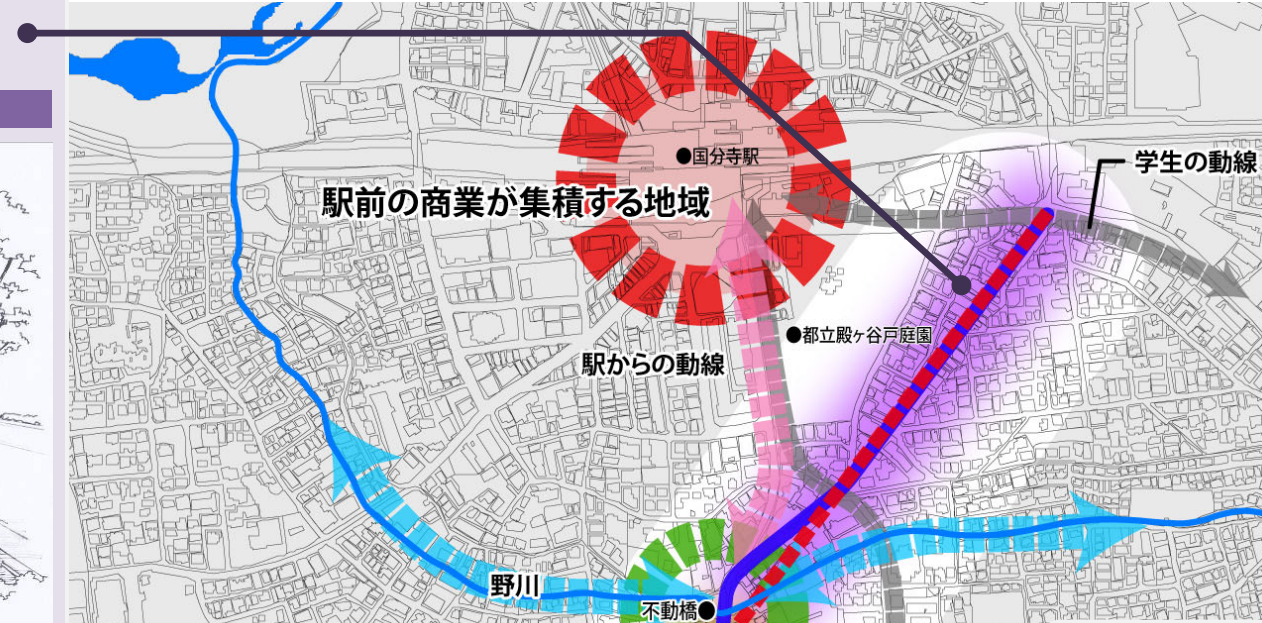 ●国分寺駅
学生の動線
駅前の商業が集積する地域
●都立殿ヶ谷戸庭園
駅からの動線
野川
不動橋●